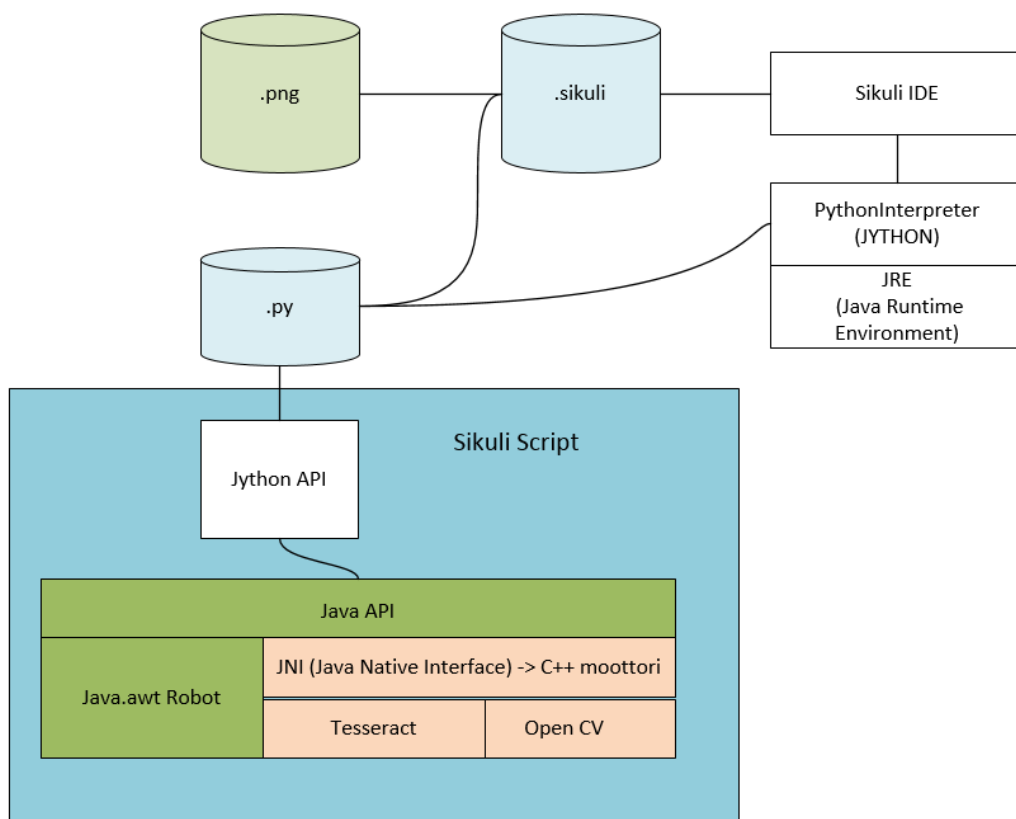 .png
.sikuli
Sikuli IDE
PythonInterpreter
(JYTHON)
JRE
(Java Runtime
Environment)
.py
Sikuli Script
Jython API
Java API
JNI (Java Native Interface) -> C++ moottori
Java.awt Robot
Tesseract
Open CV